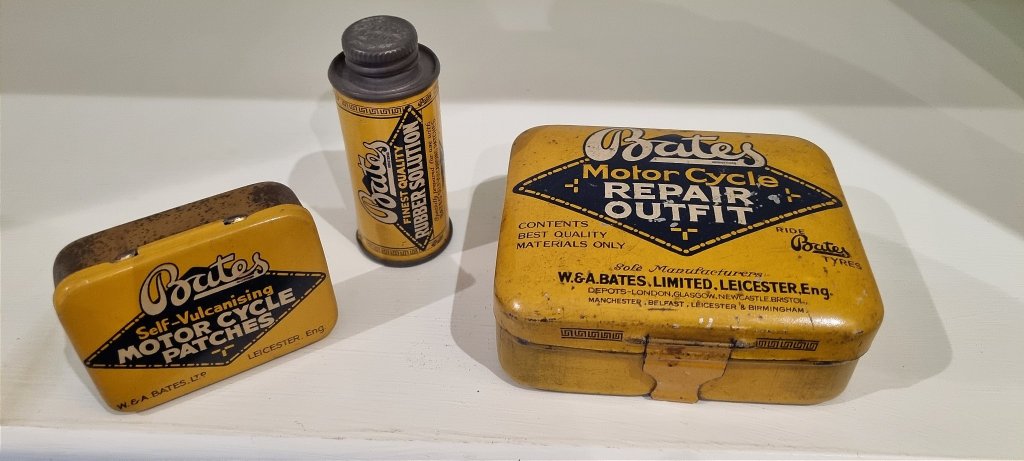 Bates
Self-Vulcanising
MOTOR CYCLE
PATCHES
LEICESTER. Eng.
W. & A. BATES. LTD
Bates
FINEST QUALITY
RUBBER SOLUTION
Bates
Motor Cycle
REPAIR
OUTFIT
CONTENTS
BEST QUALITY
MATERIALS ONLY
RIDE
Bates
TYRES
Sole Manufacturers
W. & A. BATES. LIMITED. LEICESTER. Eng.
DEPOTS-LONDON, GLASGOW, NEWCASTLE, BRISTOL,
MANCHESTER, BELFAST, LEICESTER & BIRMINGHAM.